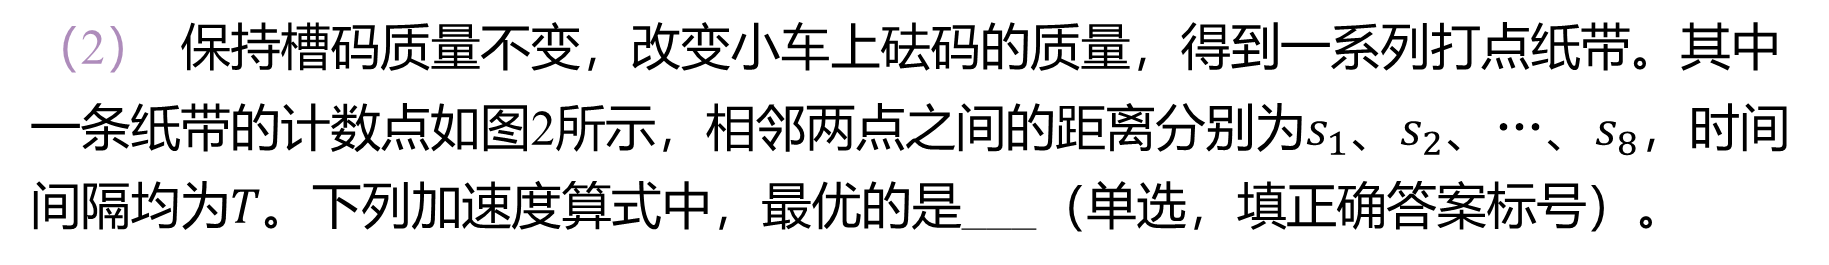 （2） 保持槽码质量不变，改变小车上砝码的质量，得到一系列打点纸带。其中
一条纸带的计数点如图2所示，相邻两点之间的距离分别为s₁、s₂、⋯、s₈，时间
间隔均为T。下列加速度算式中，最优的是___（单选，填正确答案标号）。